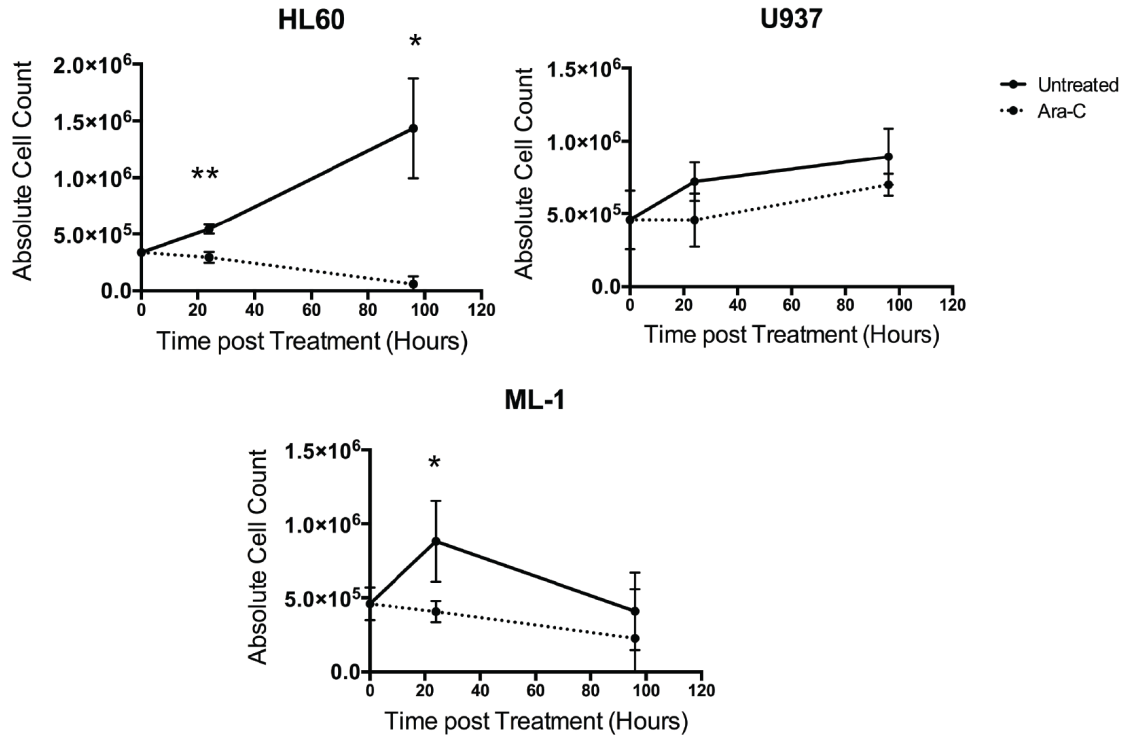 HL60
**
*
2.0×10⁶
1.5×10⁶
1.0×10⁶
5.0×10⁵
0.0
0 20 40 60 80 100 120
Absolute Cell Count
Time post Treatment (Hours)
U937
1.5×10⁶
1.0×10⁶
5.0×10⁵
0.0
0 20 40 60 80 100 120
Absolute Cell Count
Time post Treatment (Hours)
Untreated
Ara-C
ML-1
*
1.5×10⁶
1.0×10⁶
5.0×10⁵
0.0
0 20 40 60 80 100 120
Absolute Cell Count
Time post Treatment (Hours)